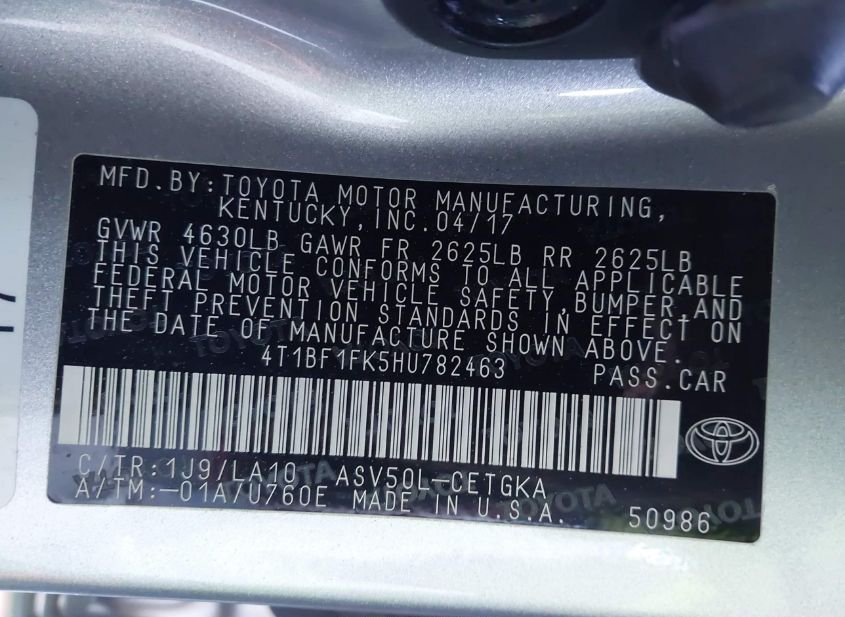 MFD.BY:TOYOTA MOTOR MANUFACTURING,
KENTUCKY,INC.04/17
GVWR 4630LB GAWR FR 2625LB RR 2625LB
THIS VEHICLE CONFORMS TO ALL APPLICABLE
FEDERAL MOTOR VEHICLE SAFETY,BUMPER,AND
THEFT PREVENTION STANDARDS IN EFFECT ON
THE DATE OF MANUFACTURE SHOWN ABOVE.
4T1BF1FK5HU782463 PASS.CAR
C/TR:1J9/LA10 ASV50L-CETGKA
A/TM:-01A/U760E MADE IN U.S.A. 50986